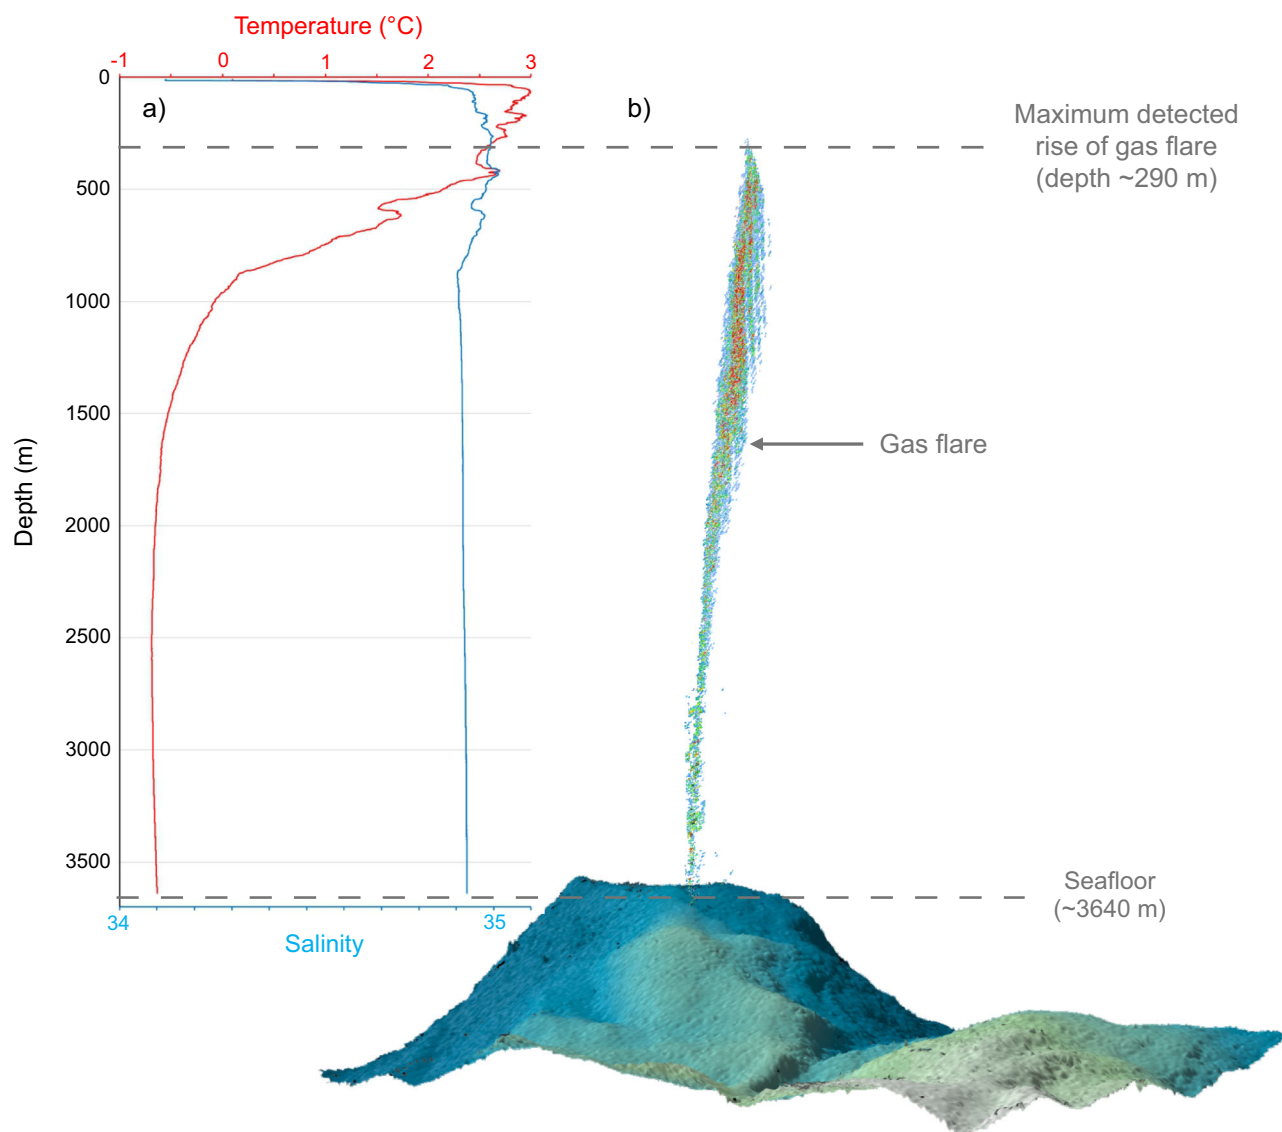 Temperature (°C)
-1 0 1 2 3
0
a)
b)
Maximum detected
rise of gas flare
(depth ~290 m)
500
1000
1500
Gas flare
Depth (m)
2000
2500
3000
3500
Seafloor
(~3640 m)
34 35
Salinity